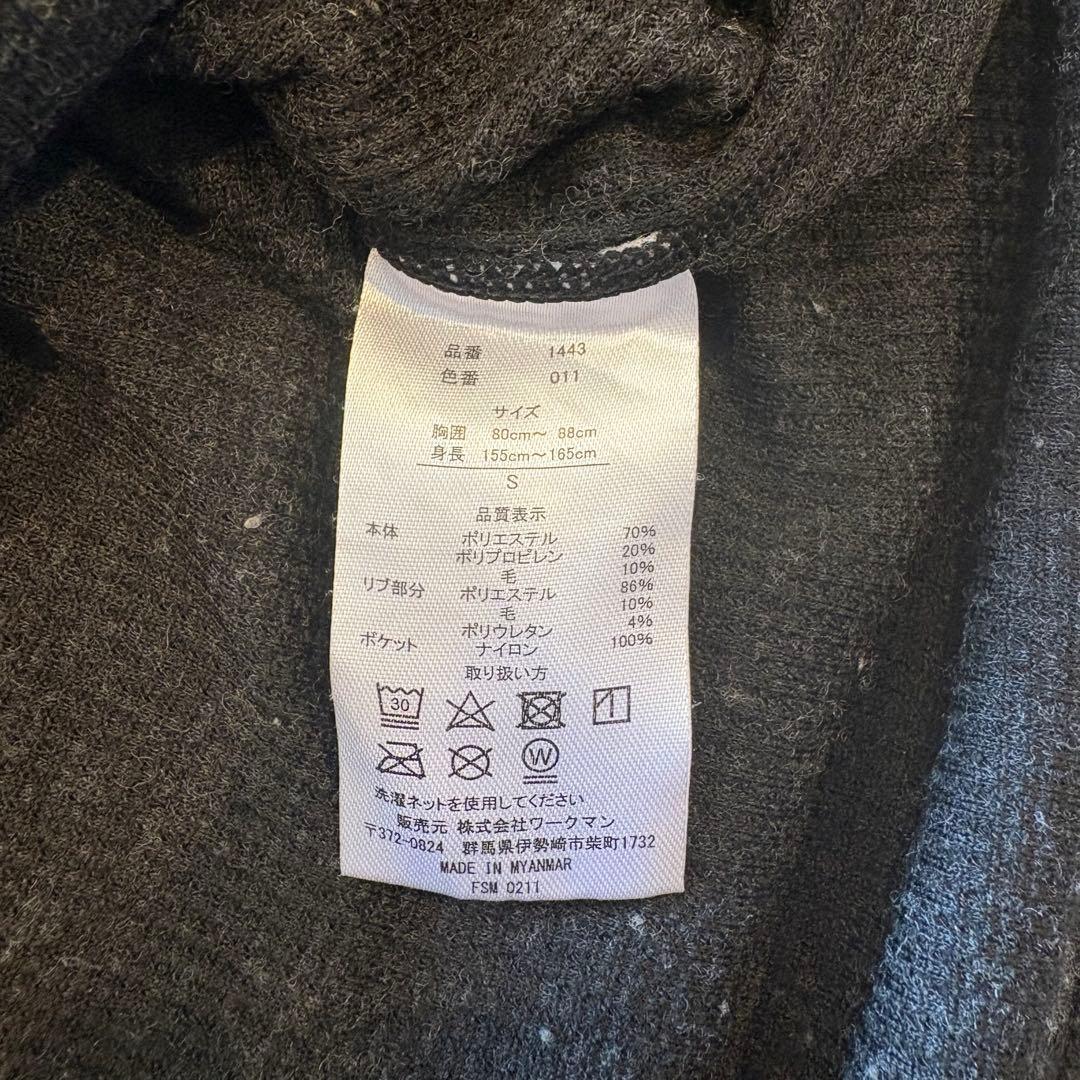 品番 1443
色番 011
サイズ
胸囲 80cm～ 88cm
身長 155cm～165cm
S
品質表示
本体 ポリエステル 70%
ポリプロピレン 20%
毛 10%
リブ部分 ポリエステル 86%
毛 10%
ポリウレタン 4%
ポケット ナイロン 100%
取り扱い方
30
W
洗濯ネットを使用してください
販売元 株式会社ワークマン
〒372-0824 群馬県伊勢崎市柴町1732
MADE IN MYANMAR
FSM 0211